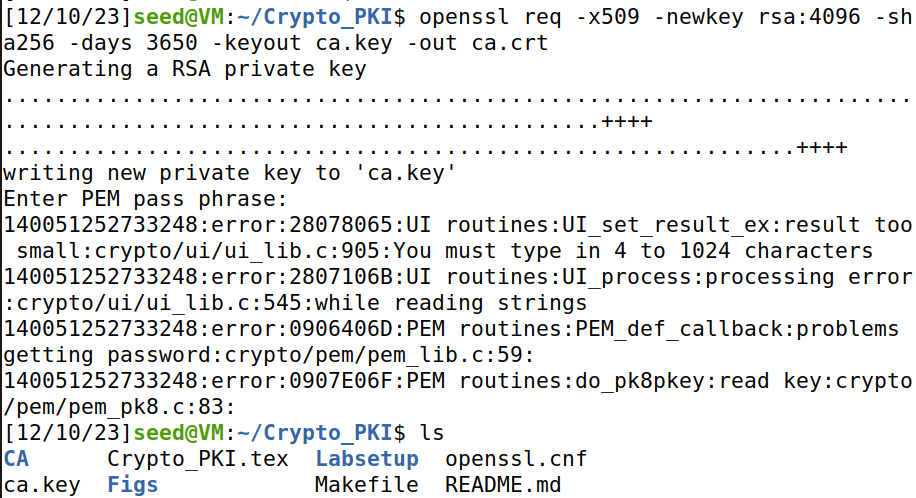 [12/10/23]seed@VM:~/Crypto_PKI$ openssl req -x509 -newkey rsa:4096 -sh
a256 -days 3650 -keyout ca.key -out ca.crt
Generating a RSA private key
......................................................................
..............................................++++
.............................................................++++
writing new private key to 'ca.key'
Enter PEM pass phrase:
140051252733248:error:28078065:UI routines:UI_set_result_ex:result too
 small:crypto/ui/ui_lib.c:905:You must type in 4 to 1024 characters
140051252733248:error:2807106B:UI routines:UI_process:processing error
:crypto/ui/ui_lib.c:545:while reading strings
140051252733248:error:0906406D:PEM routines:PEM_def_callback:problems 
getting password:crypto/pem/pem_lib.c:59:
140051252733248:error:0907E06F:PEM routines:do_pk8pkey:read key:crypto
/pem/pem_pk8.c:83:
[12/10/23]seed@VM:~/Crypto_PKI$ ls
CA      Crypto_PKI.tex  Labsetup  openssl.cnf
ca.key  Figs            Makefile  README.md